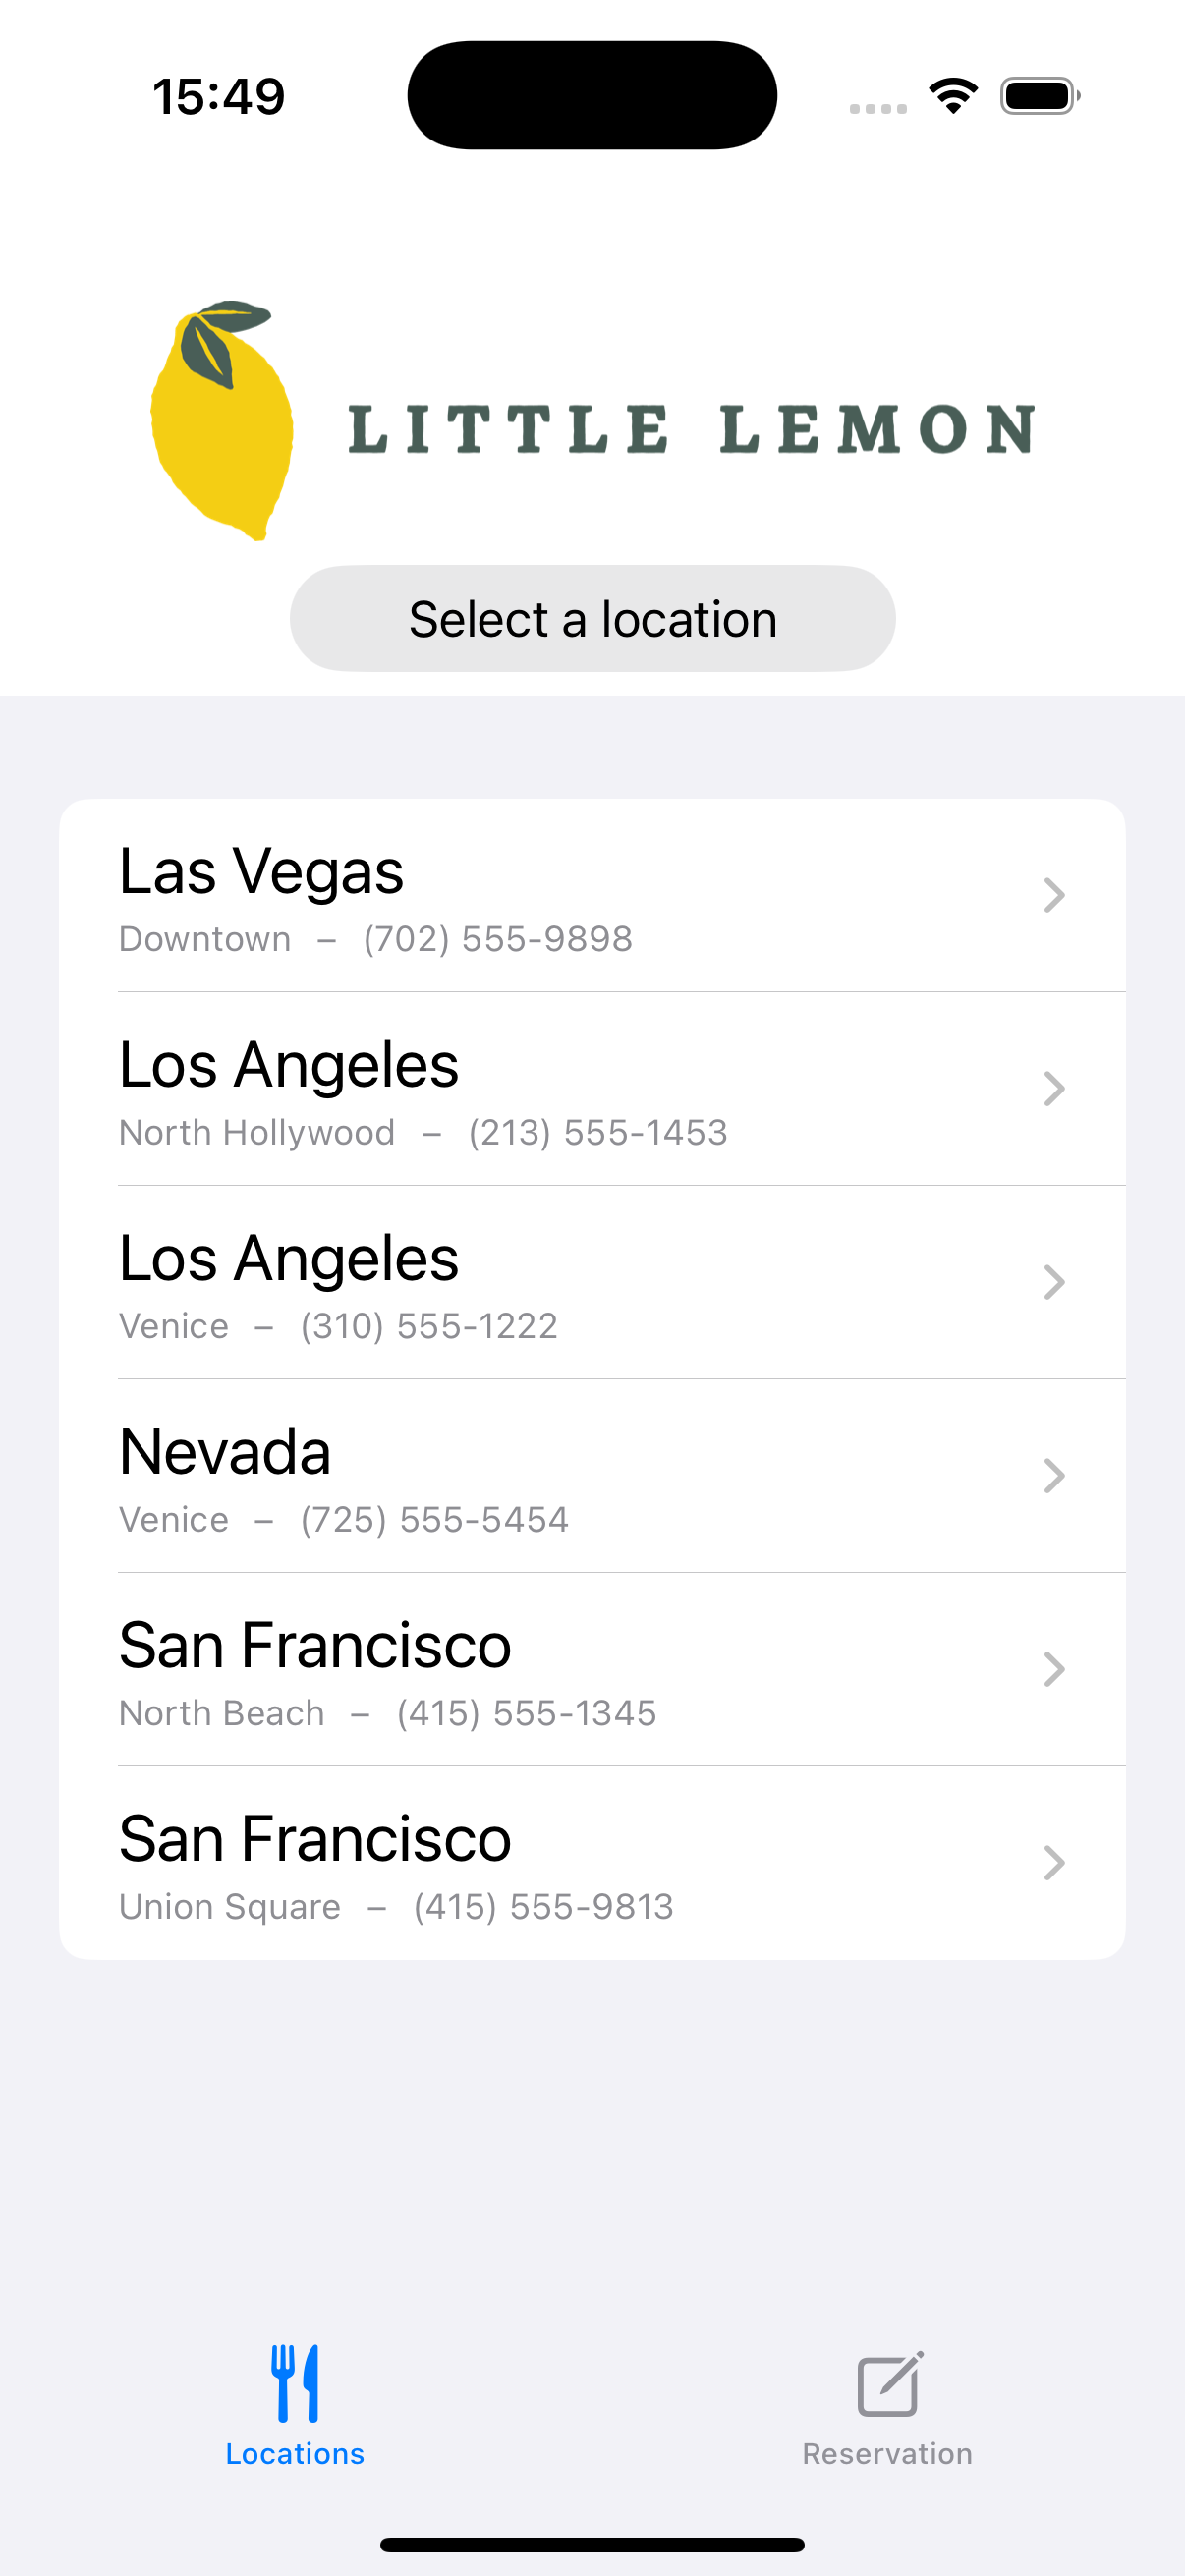 15:49
LITTLE LEMON
Select a location
Las Vegas
Downtown – (702) 555-9898
Los Angeles
North Hollywood – (213) 555-1453
Los Angeles
Venice – (310) 555-1222
Nevada
Venice – (725) 555-5454
San Francisco
North Beach – (415) 555-1345
San Francisco
Union Square – (415) 555-9813
Locations
Reservation